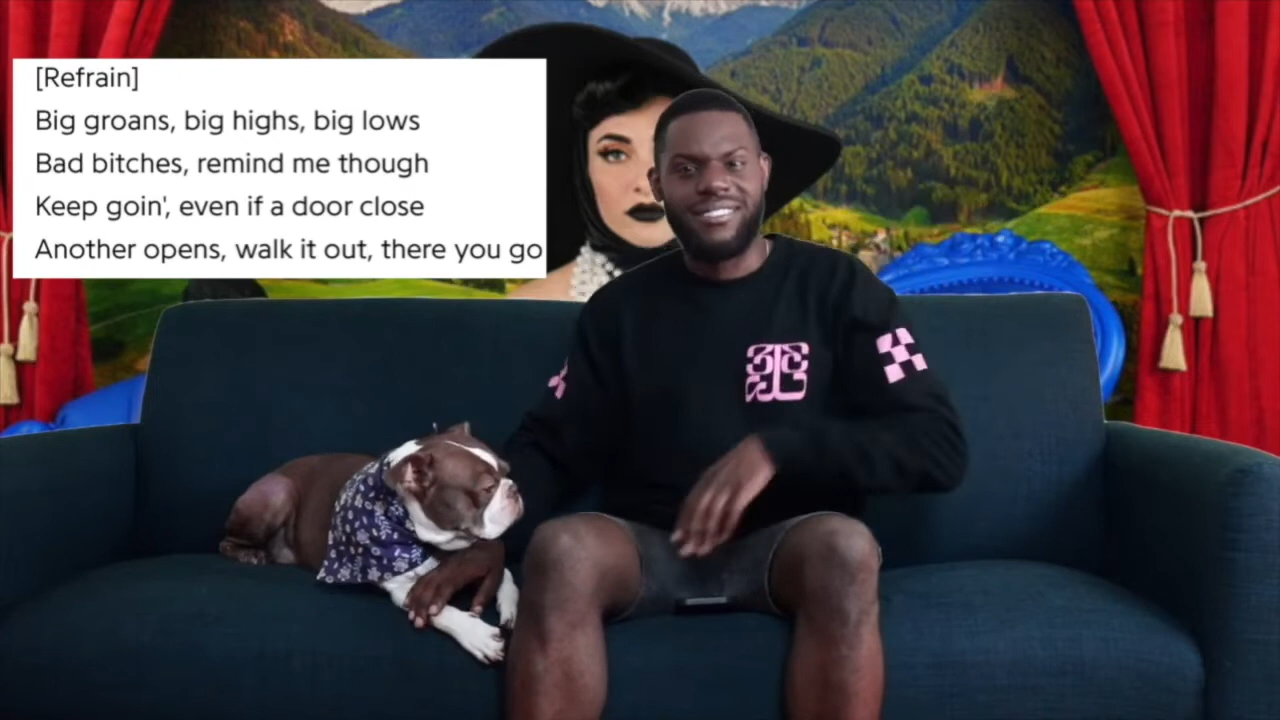 [Refrain]
Big groans, big highs, big lows
Bad bitches, remind me though
Keep goin', even if a door close
Another opens, walk it out, there you go